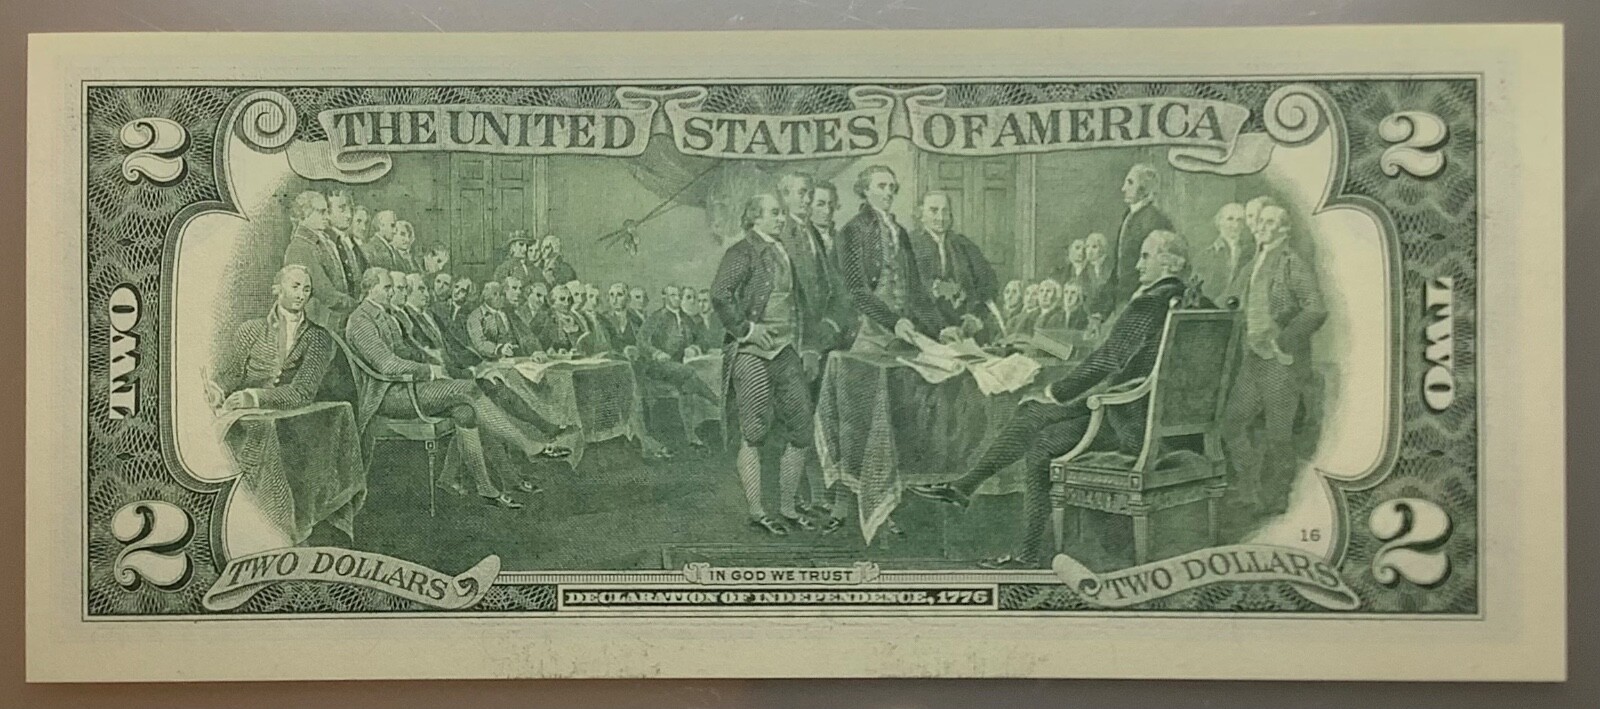 THE UNITED STATES OF AMERICA
2
2
TWO
TWO
2
2
16
TWO DOLLARS
TWO DOLLARS
IN GOD WE TRUST
DECLARATION OF INDEPENDENCE, 1776